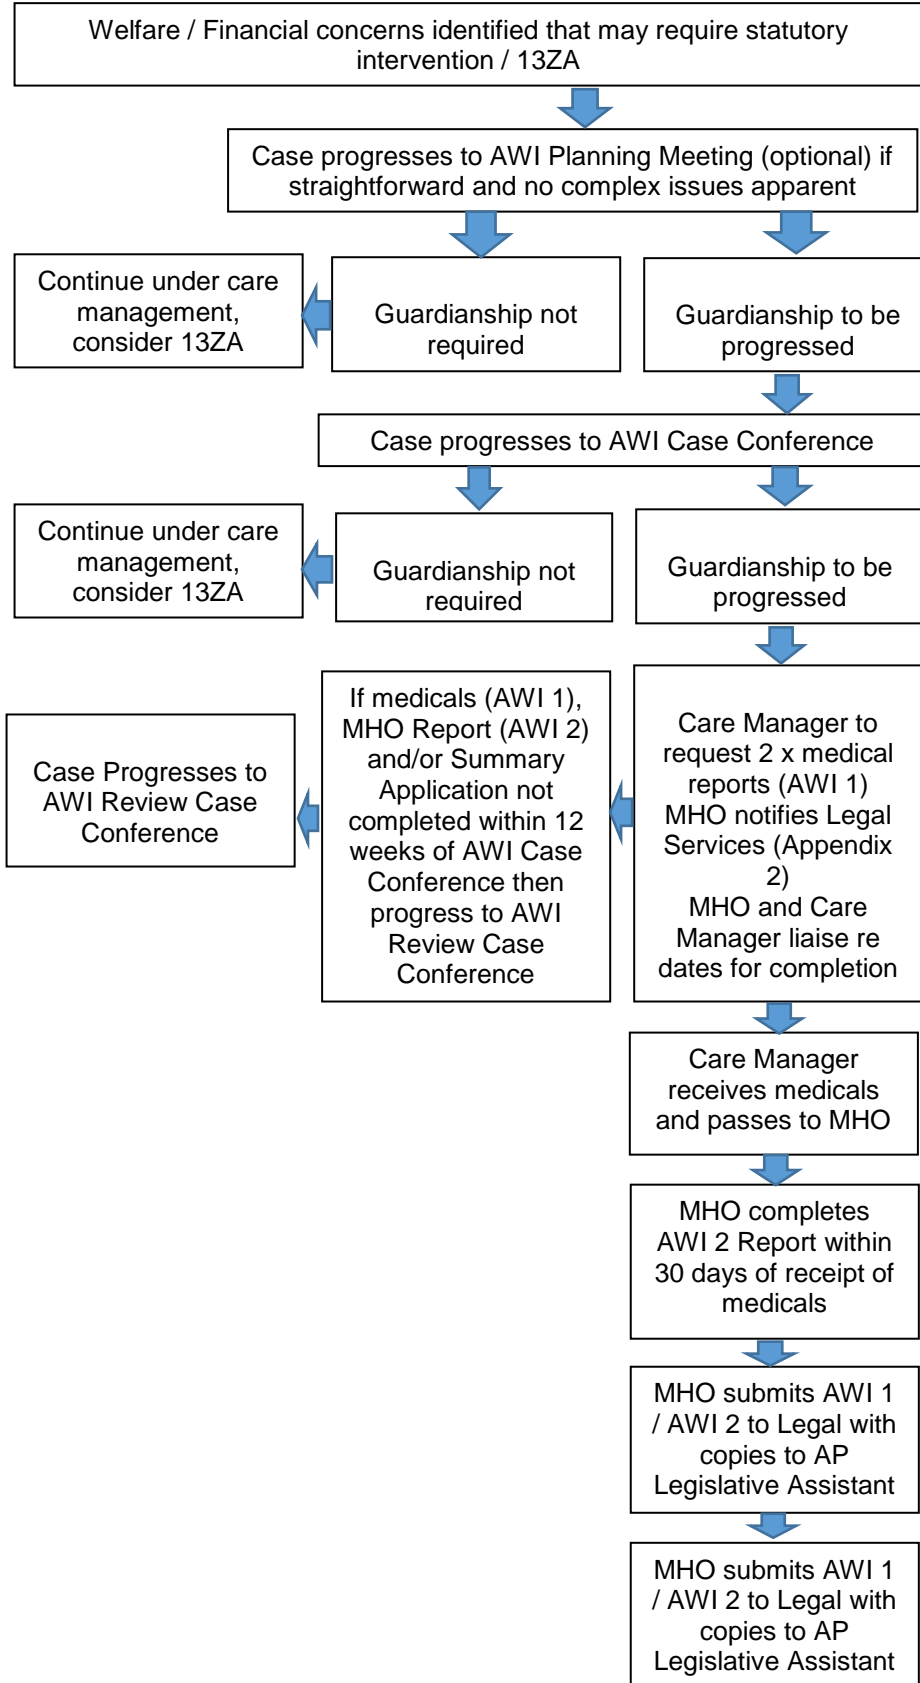 Welfare / Financial concerns identified that may require statutory
intervention / 13ZA
Case progresses to AWI Planning Meeting (optional) if
straightforward and no complex issues apparent
Continue under care
management,
consider 13ZA
Guardianship not
required
Guardianship to be
progressed
Case progresses to AWI Case Conference
Continue under care
management,
consider 13ZA
Guardianship not
required
Guardianship to be
progressed
Case Progresses to
AWI Review Case
Conference
If medicals (AWI 1),
MHO Report (AWI 2)
and/or Summary
Application not
completed within 12
weeks of AWI Case
Conference then
progress to AWI
Review Case
Conference
Care Manager to
request 2 x medical
reports (AWI 1)
MHO notifies Legal
Services (Appendix
2)
MHO and Care
Manager liaise re
dates for completion
Care Manager
receives medicals
and passes to MHO
MHO completes
AWI 2 Report within
30 days of receipt of
medicals
MHO submits AWI 1
/ AWI 2 to Legal with
copies to AP
Legislative Assistant
MHO submits AWI 1
/ AWI 2 to Legal with
copies to AP
Legislative Assistant